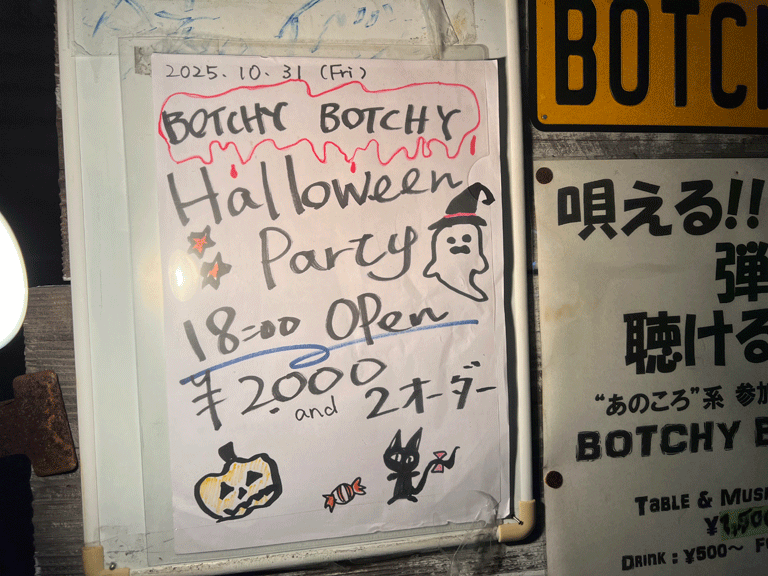 2025.10.31 (Fri)
BOTCHY BOTCHY
Halloween
Party
18:00 OPen
¥2.000
and 2オーダー
BOTC
唄える!!
弾
聴ける
"あのころ"系 参加
BOTCHY B
TABLE & MUS
¥1,500
DRINK : ¥500~ F